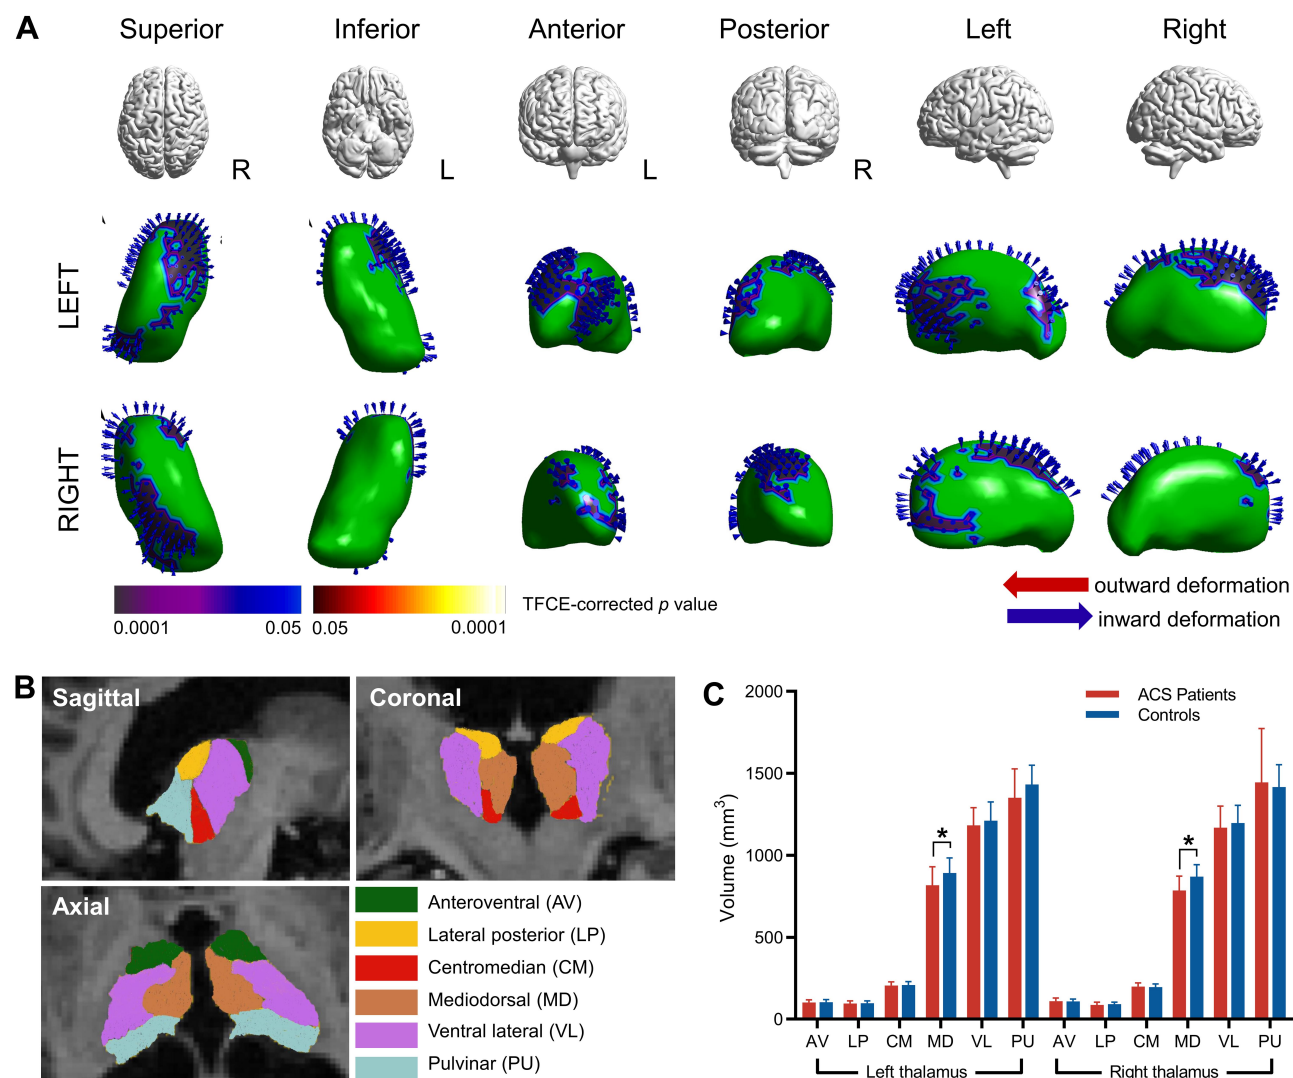 A
Superior Inferior Anterior Posterior Left Right
R L L R
LEFT
RIGHT
0.0001 0.05 0.05 0.0001
TFCE-corrected p value
outward deformation
inward deformation
B
Sagittal
Coronal
Axial
Anteroventral (AV)
Lateral posterior (LP)
Centromedian (CM)
Mediodorsal (MD)
Ventral lateral (VL)
Pulvinar (PU)
C
ACS Patients
Controls
Volume (mm³)
2000
1500
1000
500
0
* *
AV LP CM MD VL PU AV LP CM MD VL PU
Left thalamus Right thalamus